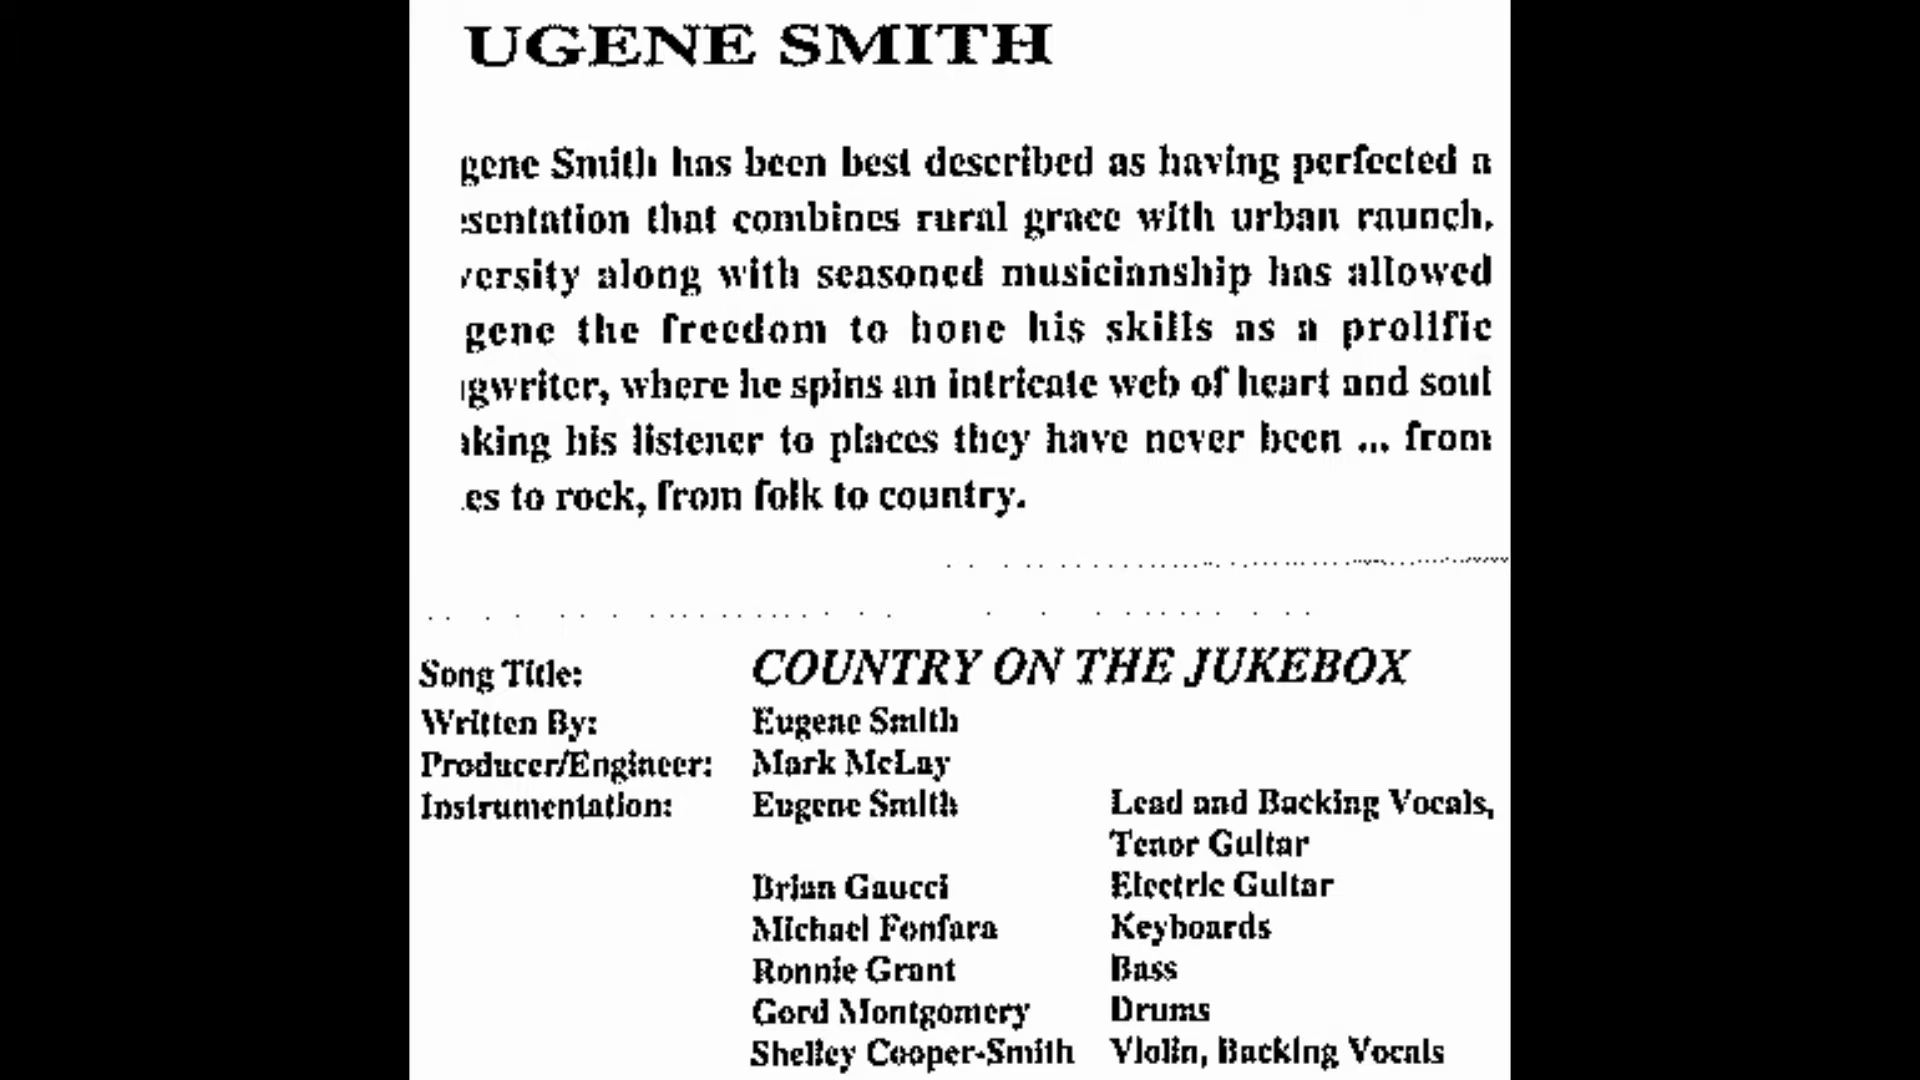 UGENE SMITH
gene Smith has been best described as having perfected a
sentation that combines rural grace with urban raunch.
versity along with seasoned musicianship has allowed
gene the freedom to hone his skills as a prolific
gwriter, where he spins an intricate web of heart and soul
aking his listener to places they have never been ... from
es to rock, from folk to country.
Song Title: COUNTRY ON THE JUKEBOX
Written By: Eugene Smith
Producer/Engineer: Mark McLay
Instrumentation: Eugene Smith Lead and Backing Vocals,
Tenor Guitar
Brian Gaucci Electric Guitar
Michael Fonfara Keyboards
Ronnie Grant Bass
Gord Montgomery Drums
Shelley Cooper-Smith Violin, Backing Vocals